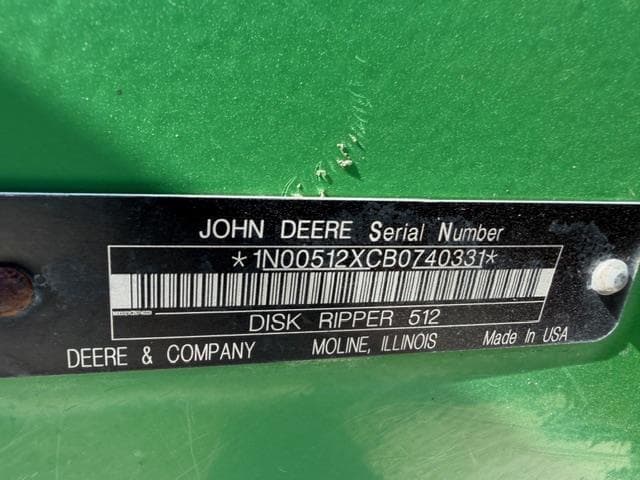 JOHN DEERE Serial Number
*1N00512XCB0740331*
DISK RIPPER 512
DEERE & COMPANY MOLINE, ILLINOIS Made In USA